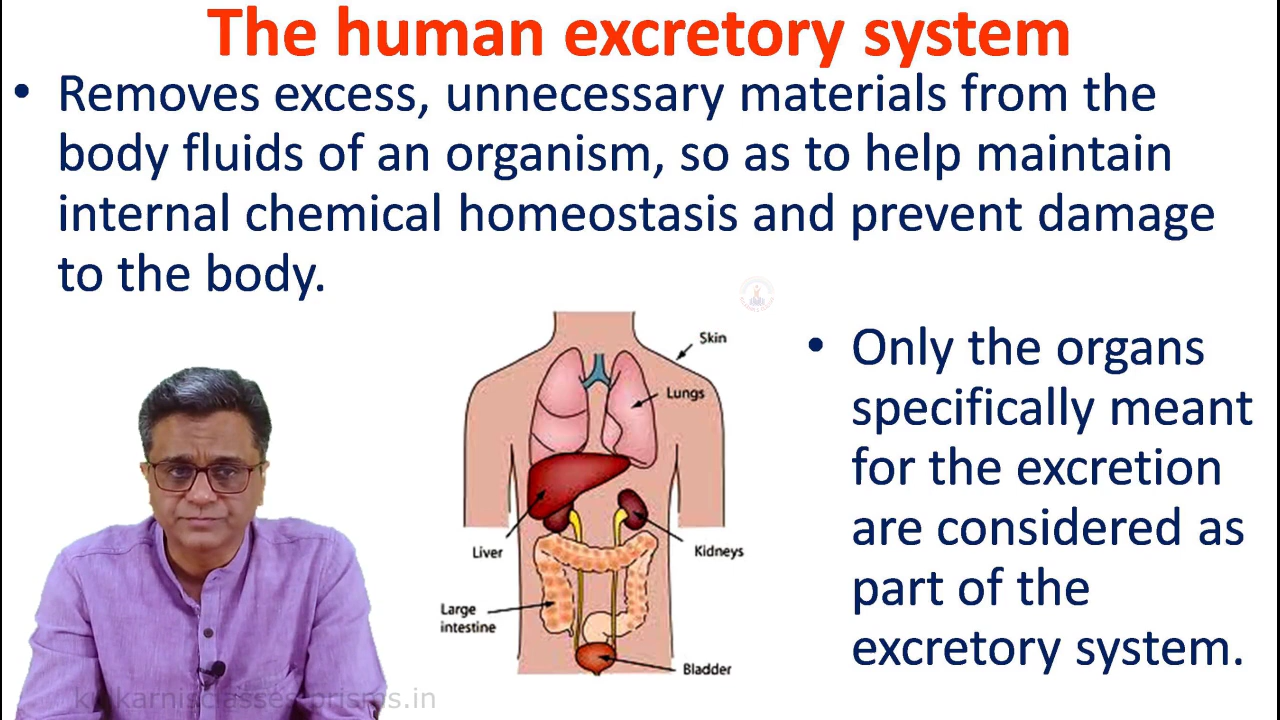 The human excretory system
• Removes excess, unnecessary materials from the
body fluids of an organism, so as to help maintain
internal chemical homeostasis and prevent damage
to the body.
Skin
Lungs
Liver
Kidneys
Large
intestine
Bladder
• Only the organs
specifically meant
for the excretion
are considered as
part of the
excretory system.